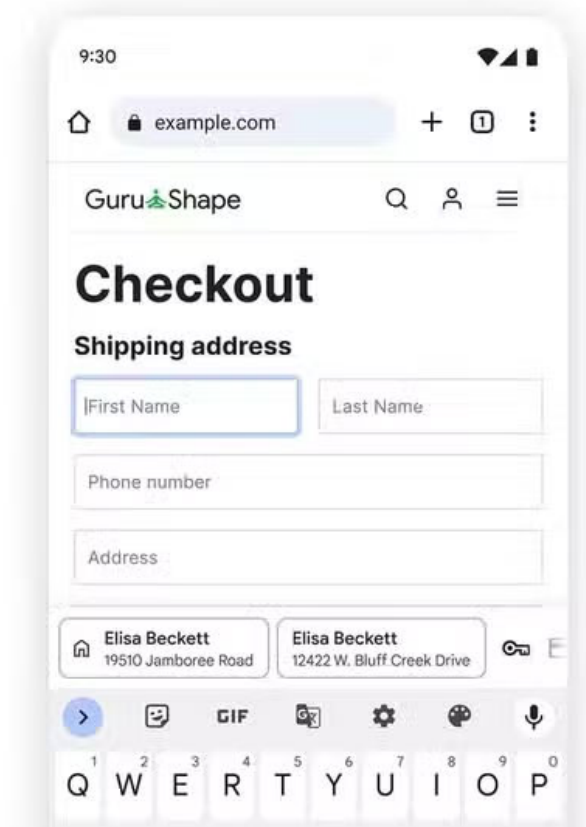 9:30
example.com
1
Guru Shape
Checkout
Shipping address
First Name
Last Name
Phone number
Address
Elisa Beckett
19510 Jamboree Road
Elisa Beckett
12422 W. Bluff Creek Drive
GIF
G
1 2 3 4 5 6 7 8 9 0
Q W E R T Y U I O P